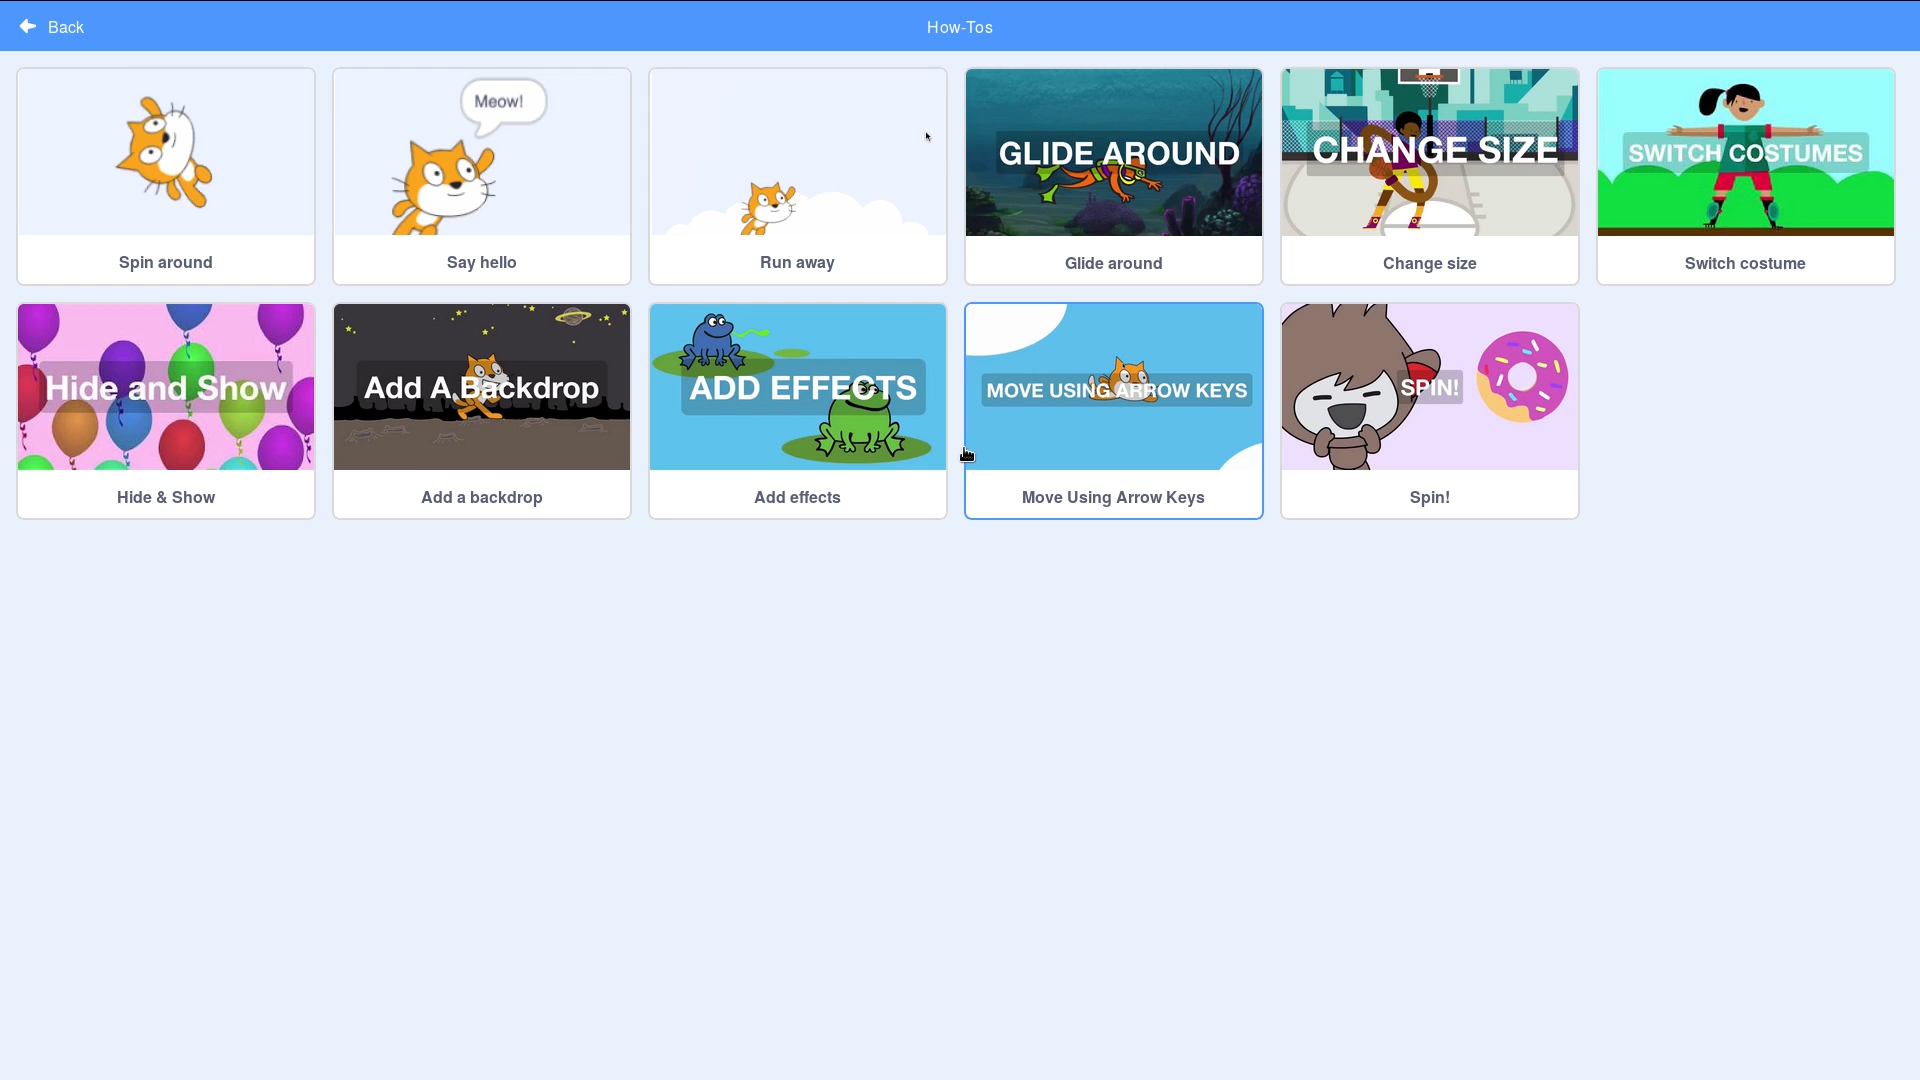 Back
How-Tos
Meow!
GLIDE AROUND
CHANGE SIZE
SWITCH COSTUMES
Spin around
Say hello
Run away
Glide around
Change size
Switch costume
Hide and Show
Add A Backdrop
ADD EFFECTS
MOVE USING ARROW KEYS
SPIN!
Hide & Show
Add a backdrop
Add effects
Move Using Arrow Keys
Spin!